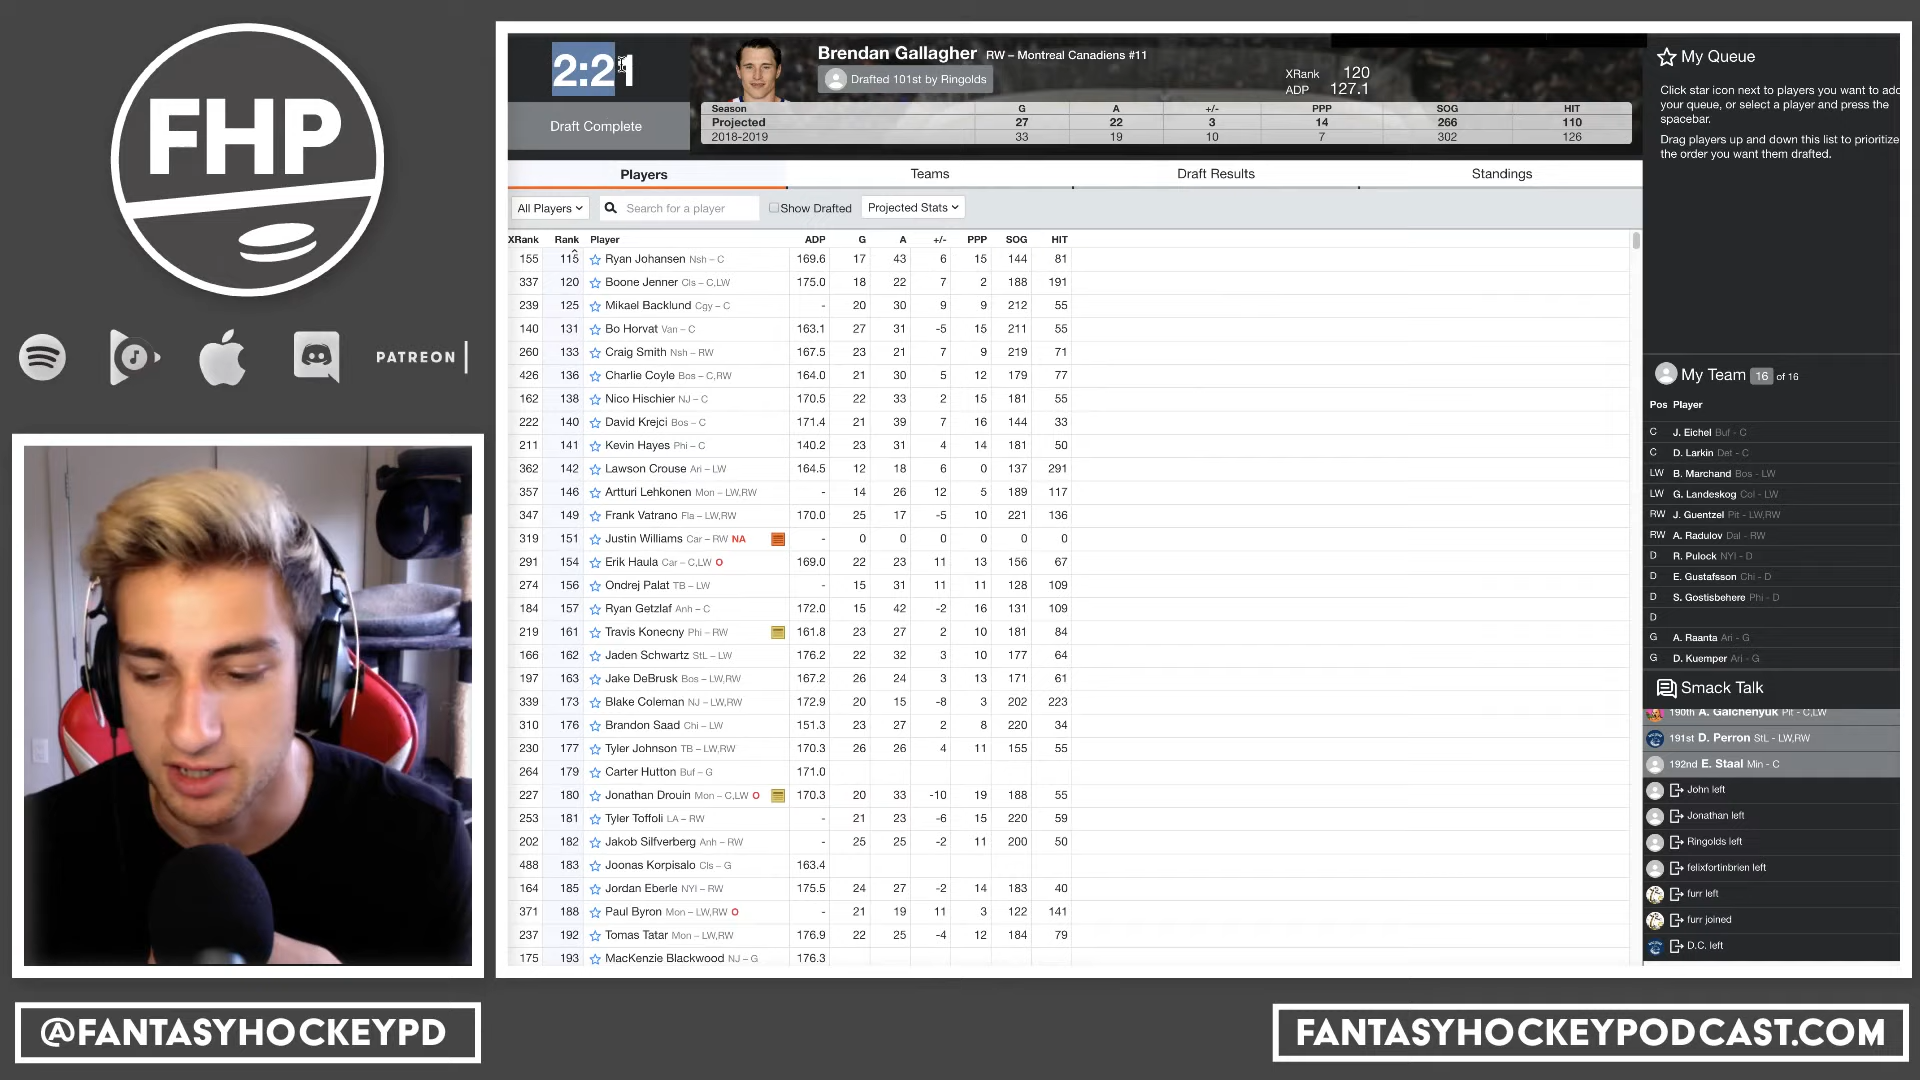 FHP
PATREON
@FANTASYHOCKEYPD
2:21
Draft Complete
Brendan Gallagher RW – Montreal Canadiens #11
Drafted 101st by Ringolds
XRank 120
ADP 127.1
Season G A +/- PPP SOG HIT
Projected 27 22 3 14 266 110
2018-2019 33 19 10 7 302 126
Players Teams Draft Results Standings
All Players Search for a player Show Drafted Projected Stats
XRank Rank Player ADP G A +/- PPP SOG HIT
155 115 Ryan Johansen Nsh – C 169.6 17 43 6 15 144 81
337 120 Boone Jenner Cls – C,LW 175.0 18 22 7 2 188 191
239 125 Mikael Backlund Cgy – C - 20 30 9 9 212 55
140 131 Bo Horvat Van – C 163.1 27 31 -5 15 211 55
260 133 Craig Smith Nsh – RW 167.5 23 21 7 9 219 71
426 136 Charlie Coyle Bos – C,RW 164.0 21 30 5 12 179 77
162 138 Nico Hischier NJ – C 170.5 22 33 2 15 181 55
222 140 David Krejci Bos – C 171.4 21 39 7 16 144 33
211 141 Kevin Hayes Phi – C 140.2 23 31 4 14 181 50
362 142 Lawson Crouse Ari – LW 164.5 12 18 6 0 137 291
357 146 Artturi Lehkonen Mon – LW,RW - 14 26 12 5 189 117
347 149 Frank Vatrano Fla – LW,RW 170.0 25 17 -5 10 221 136
319 151 Justin Williams Car – RW NA - 0 0 0 0 0 0
291 154 Erik Haula Car – C,LW O 169.0 22 23 11 13 156 67
274 156 Ondrej Palat TB – LW - 15 31 11 11 128 109
184 157 Ryan Getzlaf Anh – C 172.0 15 42 -2 16 131 109
219 161 Travis Konecny Phi – RW 161.8 23 27 2 10 181 84
166 162 Jaden Schwartz StL – LW 176.2 22 32 3 10 177 64
197 163 Jake DeBrusk Bos – LW,RW 167.2 26 24 3 13 171 61
339 173 Blake Coleman NJ – LW,RW 172.9 20 15 -8 3 202 223
310 176 Brandon Saad Chi – LW 151.3 23 27 2 8 220 34
230 177 Tyler Johnson TB – LW,RW 170.3 26 26 4 11 155 55
264 179 Carter Hutton Buf – G 171.0
227 180 Jonathan Drouin Mon – C,LW O 170.3 20 33 -10 19 188 55
253 181 Tyler Toffoli LA – RW - 21 23 -6 15 220 59
202 182 Jakob Silfverberg Anh – RW - 25 25 -2 11 200 50
488 183 Joonas Korpisalo Cls – G 163.4
164 185 Jordan Eberle NYI – RW 175.5 24 27 -2 14 183 40
371 188 Paul Byron Mon – LW,RW O - 21 19 11 3 122 141
237 192 Tomas Tatar Mon – LW,RW 176.9 22 25 -4 12 184 79
175 193 MacKenzie Blackwood NJ – G 176.3
My Queue
Click star icon next to players you want to add
your queue, or select a player and press the
spacebar.
Drag players up and down this list to prioritize
the order you want them drafted.
My Team 16 of 16
Pos Player
C J. Eichel Buf - C
C D. Larkin Det - C
LW B. Marchand Bos - LW
LW G. Landeskog Col - LW
RW J. Guentzel Pit - LW,RW
RW A. Radulov Dal - RW
D R. Pulock NYI - D
D E. Gustafsson Chi - D
D S. Gostisbehere Phi - D
D
G A. Raanta Ari - G
G D. Kuemper Ari - G
Smack Talk
190th A. Galchenyuk Pit - C,LW
191st D. Perron StL - LW,RW
192nd E. Staal Min - C
John left
Jonathan left
Ringolds left
felixfortinbrien left
furr left
furr joined
D.C. left
FANTASYHOCKEYPODCAST.COM